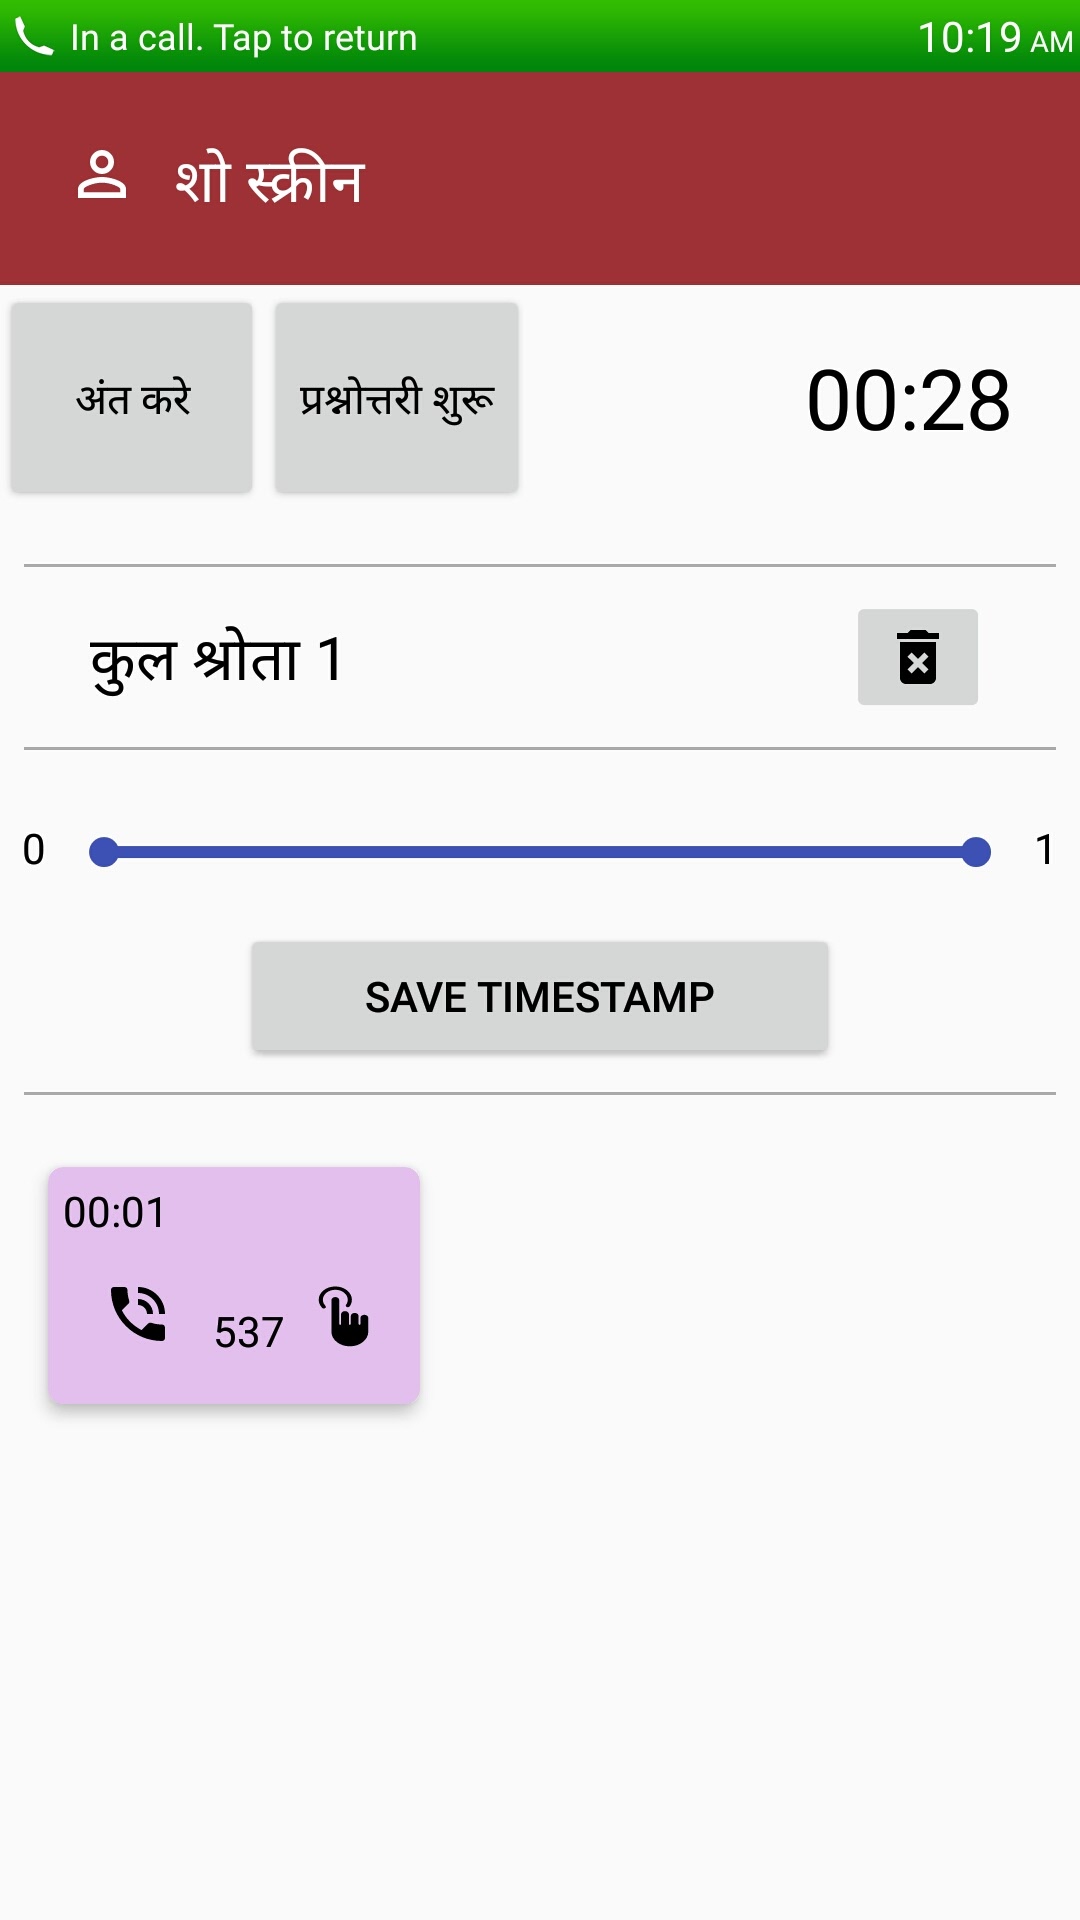 In a call. Tap to return 10:19 AM
शो स्क्रीन
अंत करे प्रश्नोत्तरी शुरू 00:28
कुल श्रोता 1
0 1
SAVE TIMESTAMP
00:01
537